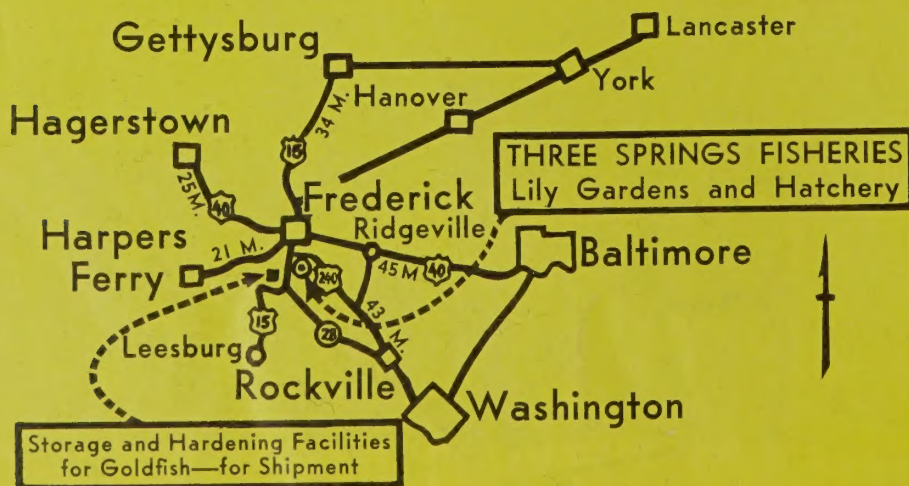 Lancaster
Gettysburg
York
Hanover
34 M.
15
Hagerstown
25 M.
40
THREE SPRINGS FISHERIES
Lily Gardens and Hatchery
Frederick
Ridgeville
Harpers
Ferry
21 M.
240
45 M
40
Baltimore
43 M.
15
28
Leesburg
Rockville
Washington
Storage and Hardening Facilities
for Goldfish—for Shipment